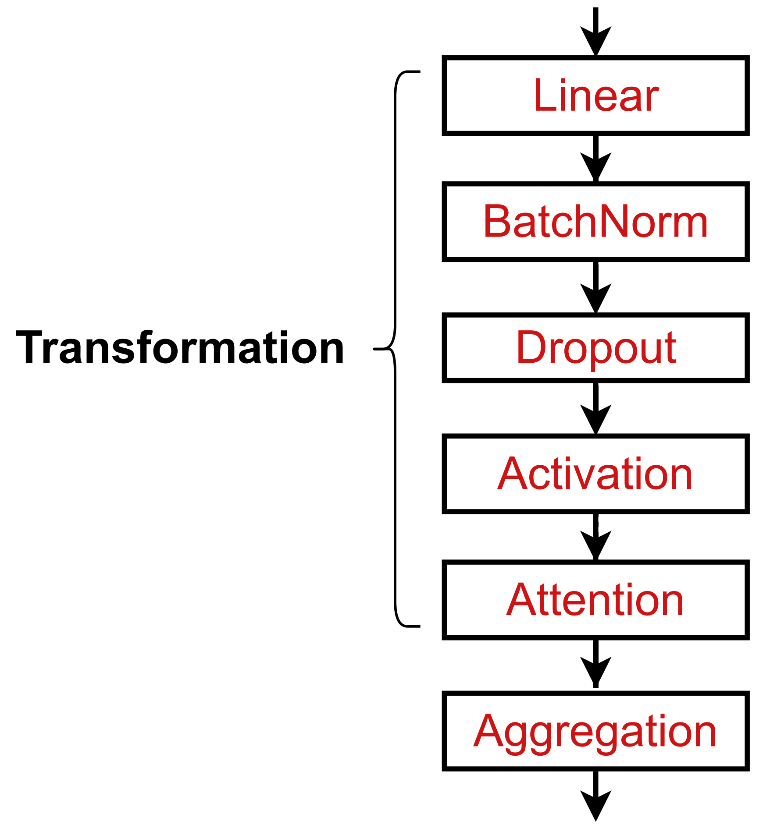 Linear
BatchNorm
Transformation
Dropout
Activation
Attention
Aggregation